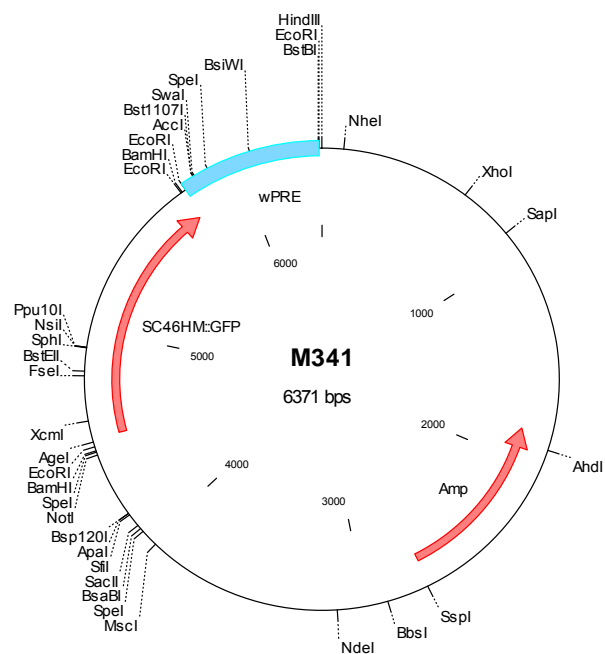 HindIII
EcoRI
BstBI
BsiWI
SpeI
SwaI
Bst1107I
AccI
EcoRI
BamHI
EcoRI
NheI
XhoI
SapI
wPRE
6000
1000
Ppu10I
NsiI
SphI
BstEII
FseI
SC46HM::GFP
5000
M341
6371 bps
XcmI
AgeI
EcoRI
BamHI
SpeI
NotI
2000
AhdI
4000
Amp
3000
Bsp120I
ApaI
SfiI
SacII
BsaBI
SpeI
MscI
SspI
BbsI
NdeI